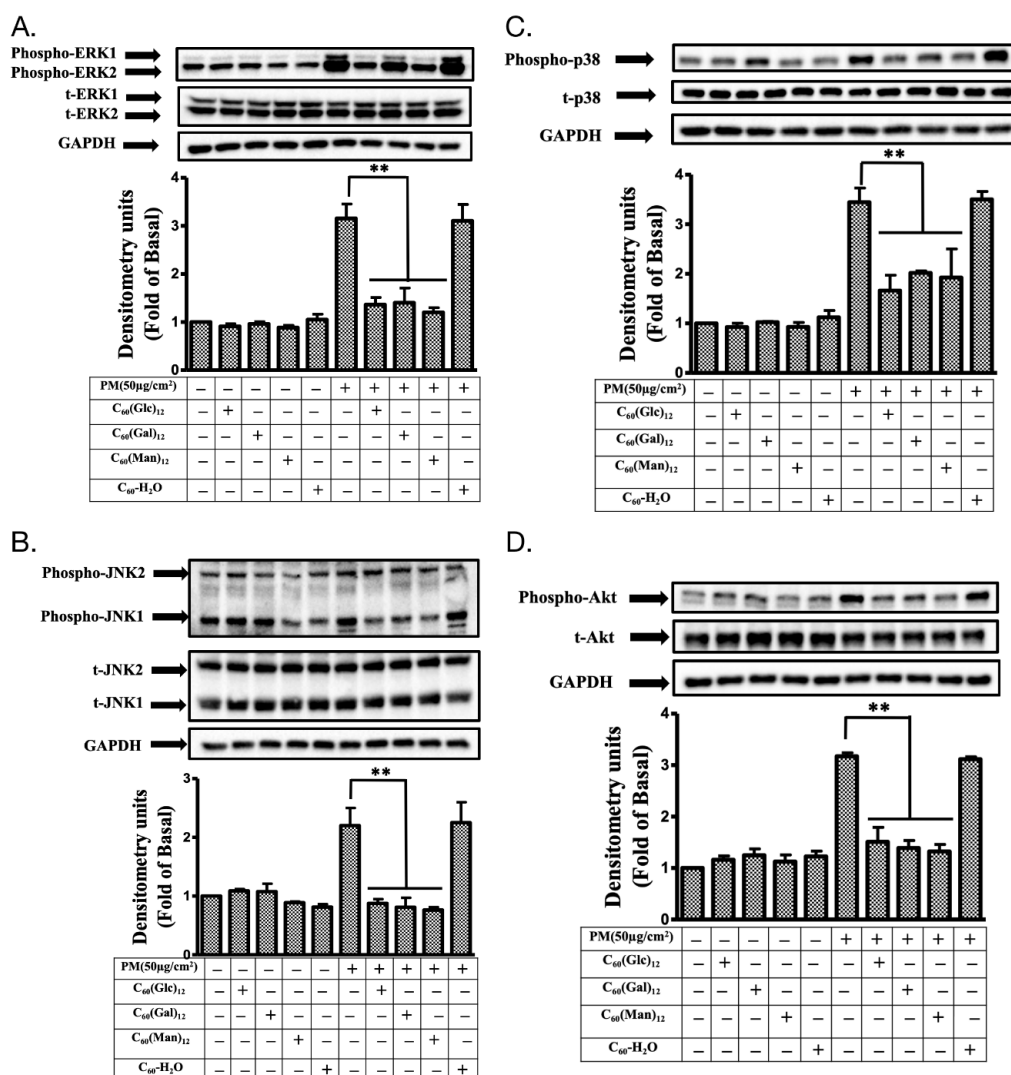 A.
Phospho-ERK1
Phospho-ERK2
t-ERK1
t-ERK2
GAPDH
**
Densitometry units
(Fold of Basal)
4
3
2
1
0
PM(50µg/cm²) – – – – – + + + + +
C₆₀(Glc)₁₂ – + – – – – + – – –
C₆₀(Gal)₁₂ – – + – – – – + – –
C₆₀(Man)₁₂ – – – + – – – – + –
C₆₀-H₂O – – – – + – – – – +
B.
Phospho-JNK2
Phospho-JNK1
t-JNK2
t-JNK1
GAPDH
**
Densitometry units
(Fold of Basal)
3
2
1
0
PM(50µg/cm²) – – – – – + + + + +
C₆₀(Glc)₁₂ – + – – – – + – – –
C₆₀(Gal)₁₂ – – + – – – – + – –
C₆₀(Man)₁₂ – – – + – – – – + –
C₆₀-H₂O – – – – + – – – – +
C.
Phospho-p38
t-p38
GAPDH
**
Densitometry units
(Fold of Basal)
4
3
2
1
0
PM(50µg/cm²) – – – – – + + + + +
C₆₀(Glc)₁₂ – + – – – – + – – –
C₆₀(Gal)₁₂ – – + – – – – + – –
C₆₀(Man)₁₂ – – – + – – – – + –
C₆₀-H₂O – – – – + – – – – +
D.
Phospho-Akt
t-Akt
GAPDH
**
Densitometry units
(Fold of Basal)
4
3
2
1
0
PM(50µg/cm²) – – – – – + + + + +
C₆₀(Glc)₁₂ – + – – – – + – – –
C₆₀(Gal)₁₂ – – + – – – – + – –
C₆₀(Man)₁₂ – – – + – – – – + –
C₆₀-H₂O – – – – + – – – – +